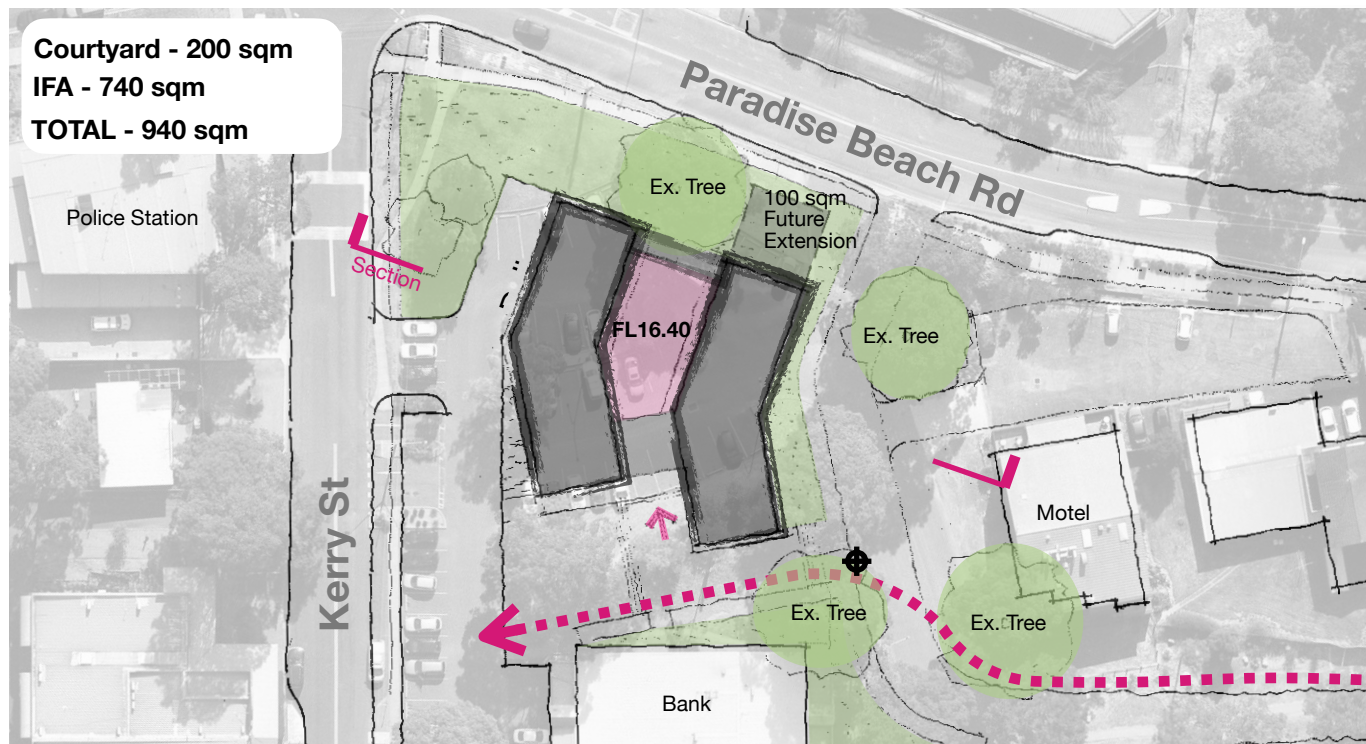 Courtyard - 200 sqm
IFA - 740 sqm
TOTAL - 940 sqm
Paradise Beach Rd
Ex. Tree
100 sqm
Future
Extension
Police Station
Section
FL16.40
Ex. Tree
Kerry St
Motel
Ex. Tree
Ex. Tree
Bank